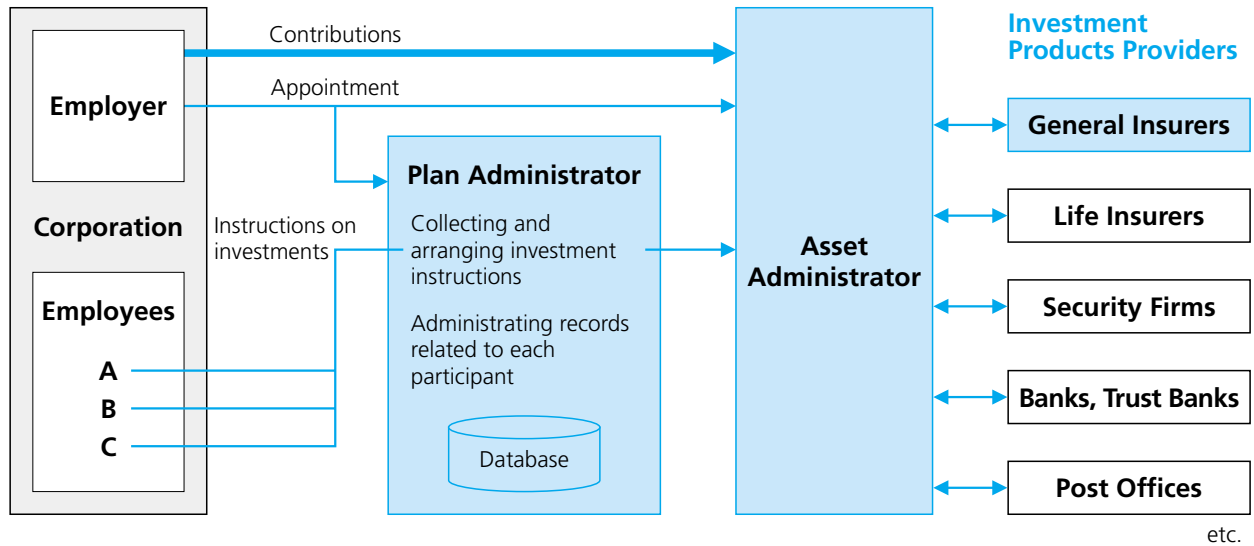 Contributions
Appointment
Employer
Corporation
Instructions on
investments
Employees
A
B
C
Plan Administrator
Collecting and
arranging investment
instructions
Administrating records
related to each
participant
Database
Asset
Administrator
Investment
Products Providers
General Insurers
Life Insurers
Security Firms
Banks, Trust Banks
Post Offices
etc.